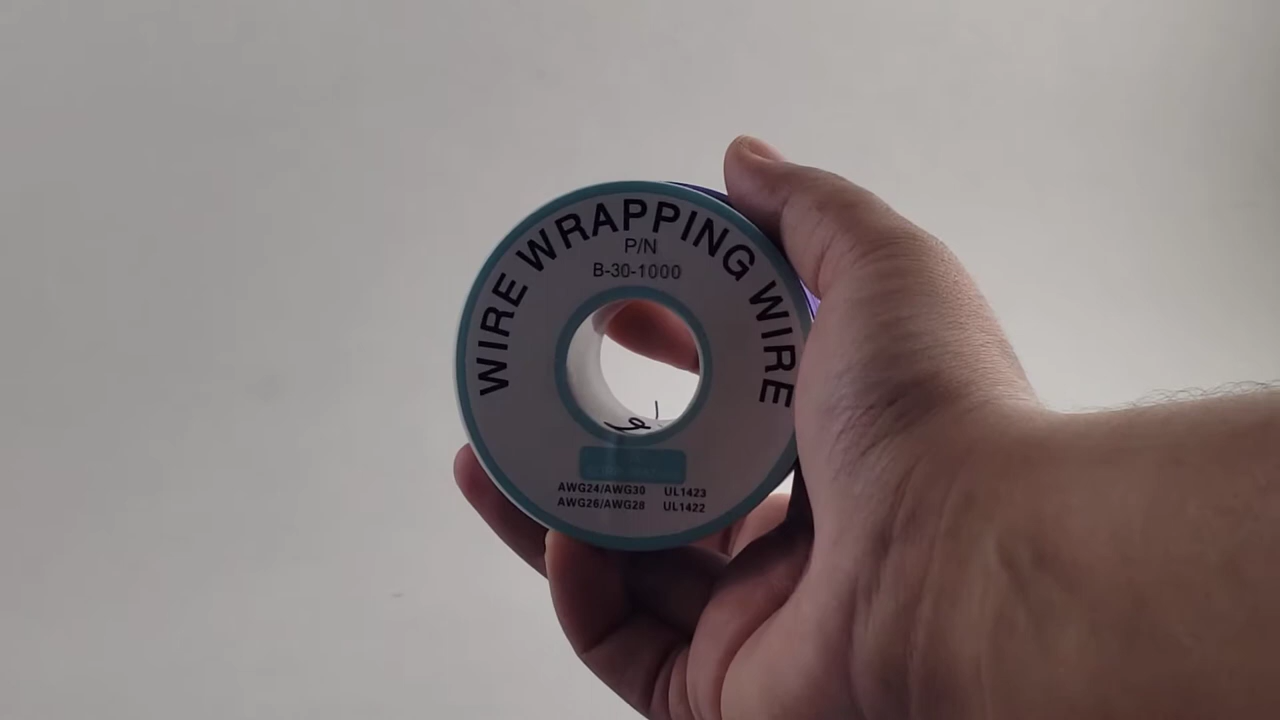 WIRE WRAPPING WIRE
P/N
B-30-1000
AWG24/AWG30 UL1423
AWG26/AWG28 UL1422